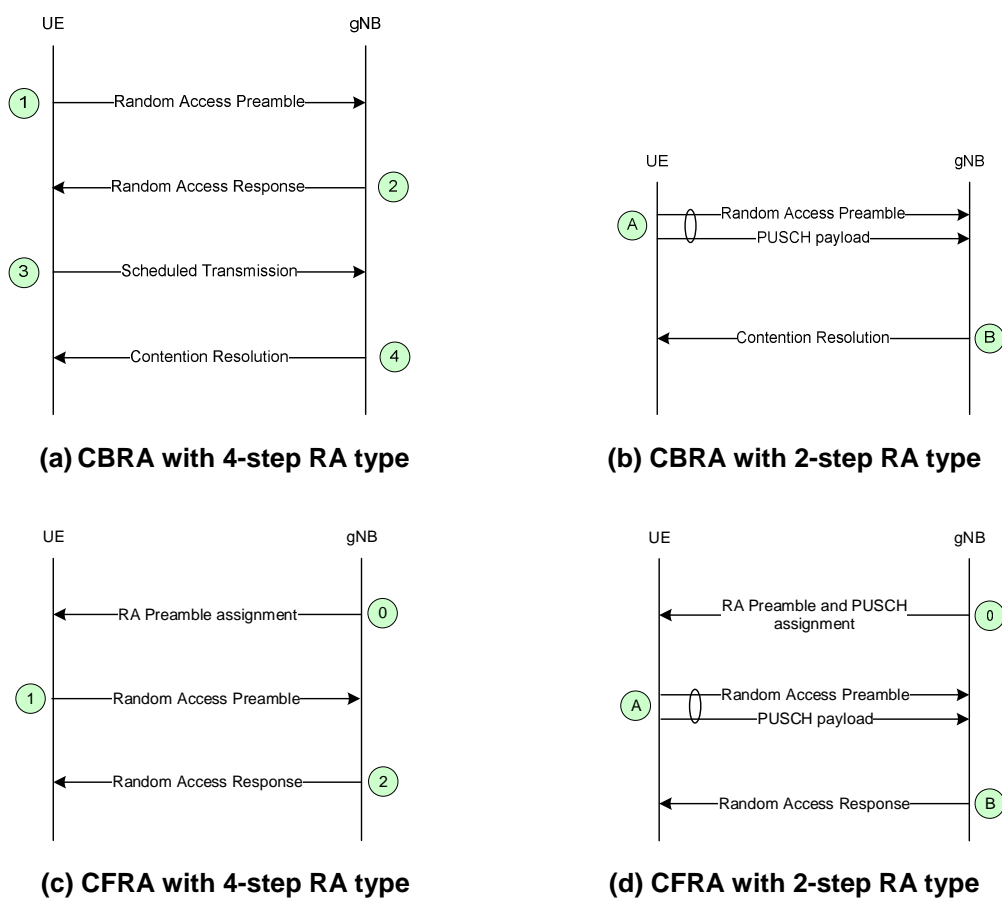 UE
gNB
1
Random Access Preamble
Random Access Response
2
3
Scheduled Transmission
Contention Resolution
4
(a) CBRA with 4-step RA type
UE
gNB
A
Random Access Preamble
PUSCH payload
Contention Resolution
B
(b) CBRA with 2-step RA type
UE
gNB
RA Preamble assignment
0
1
Random Access Preamble
Random Access Response
2
(c) CFRA with 4-step RA type
UE
gNB
RA Preamble and PUSCH
assignment
0
A
Random Access Preamble
PUSCH payload
Random Access Response
B
(d) CFRA with 2-step RA type